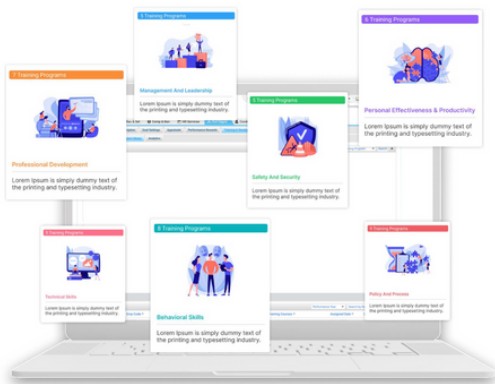 5 Training Programs
Management And Leadership
Lorem Ipsum is simply dummy text of
the printing and typesetting industry.
6 Training Programs
Personal Effectiveness & Productivity
Lorem Ipsum is simply dummy text of
the printing and typesetting industry.
7 Training Programs
Professional Development
Lorem Ipsum is simply dummy text of
the printing and typesetting industry.
Training Programs
Safety And Security
Lorem Ipsum is simply dummy text of
the printing and typesetting industry.
Training Programs
Technical Skills
Lorem Ipsum is simply dummy text of
the printing and typesetting industry.
8 Training Programs
Behavioral Skills
Lorem Ipsum is simply dummy text of
the printing and typesetting industry.
Training Programs
Policy And Process
Lorem Ipsum is simply dummy text of
the printing and typesetting industry.